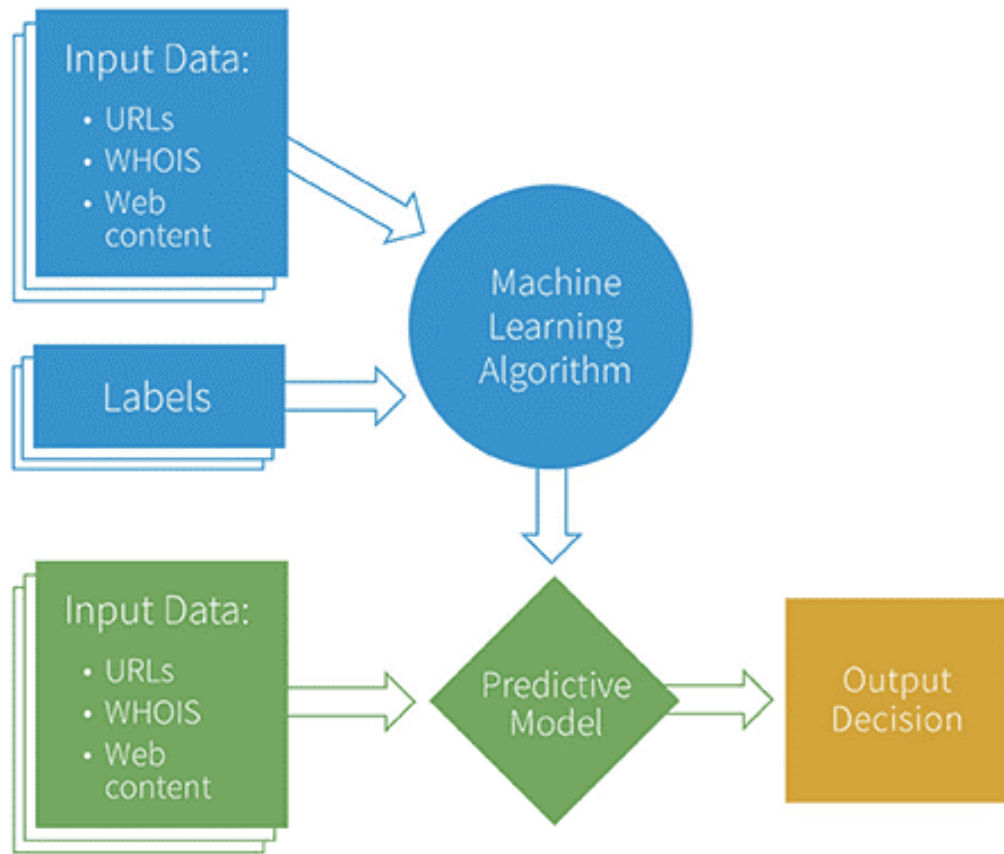 Input Data:
• URLs
• WHOIS
• Web
content
Machine
Learning
Algorithm
Labels
Input Data:
• URLs
• WHOIS
• Web
content
Predictive
Model
Output
Decision